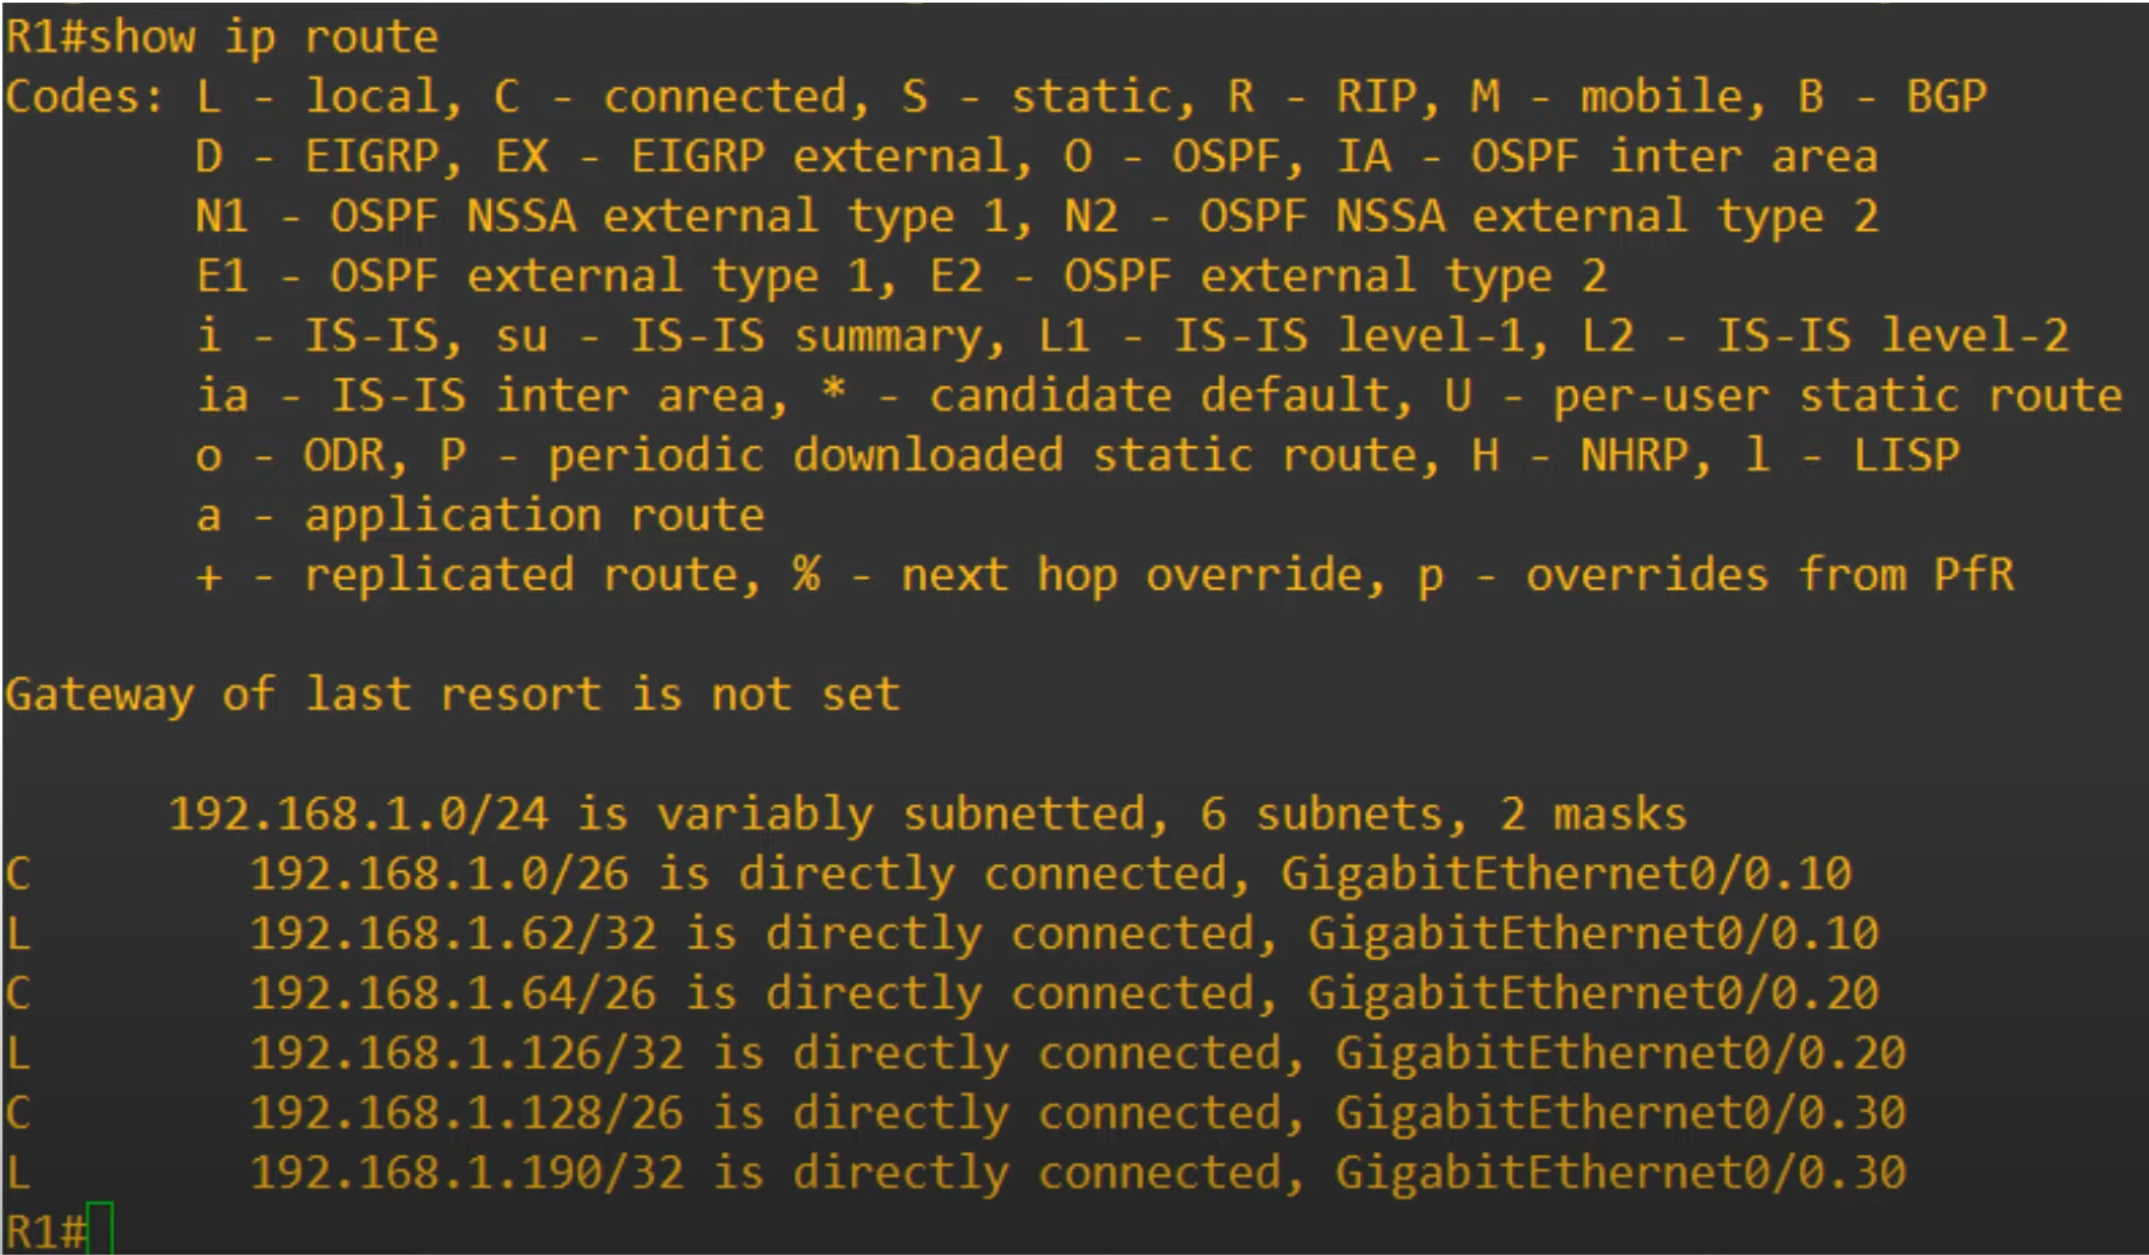 R1#show ip route
Codes: L - local, C - connected, S - static, R - RIP, M - mobile, B - BGP
       D - EIGRP, EX - EIGRP external, O - OSPF, IA - OSPF inter area
       N1 - OSPF NSSA external type 1, N2 - OSPF NSSA external type 2
       E1 - OSPF external type 1, E2 - OSPF external type 2
       i - IS-IS, su - IS-IS summary, L1 - IS-IS level-1, L2 - IS-IS level-2
       ia - IS-IS inter area, * - candidate default, U - per-user static route
       o - ODR, P - periodic downloaded static route, H - NHRP, l - LISP
       a - application route
       + - replicated route, % - next hop override, p - overrides from PfR
Gateway of last resort is not set
      192.168.1.0/24 is variably subnetted, 6 subnets, 2 masks
C        192.168.1.0/26 is directly connected, GigabitEthernet0/0.10
L        192.168.1.62/32 is directly connected, GigabitEthernet0/0.10
C        192.168.1.64/26 is directly connected, GigabitEthernet0/0.20
L        192.168.1.126/32 is directly connected, GigabitEthernet0/0.20
C        192.168.1.128/26 is directly connected, GigabitEthernet0/0.30
L        192.168.1.190/32 is directly connected, GigabitEthernet0/0.30
R1#